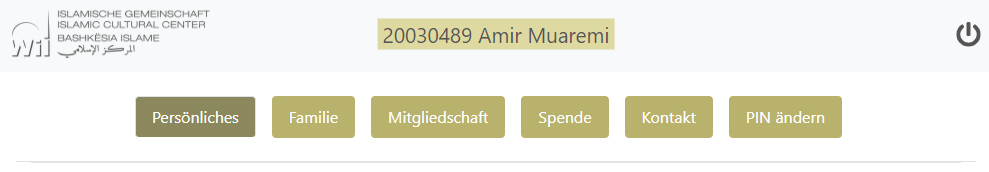 ISLAMISCHE GEMEINSCHAFT
ISLAMIC CULTURAL CENTER
BASHKËSIA ISLAME
المركز الإسلامي
Wil
20030489 Amir Muaremi
Persönliches
Familie
Mitgliedschaft
Spende
Kontakt
PIN ändern